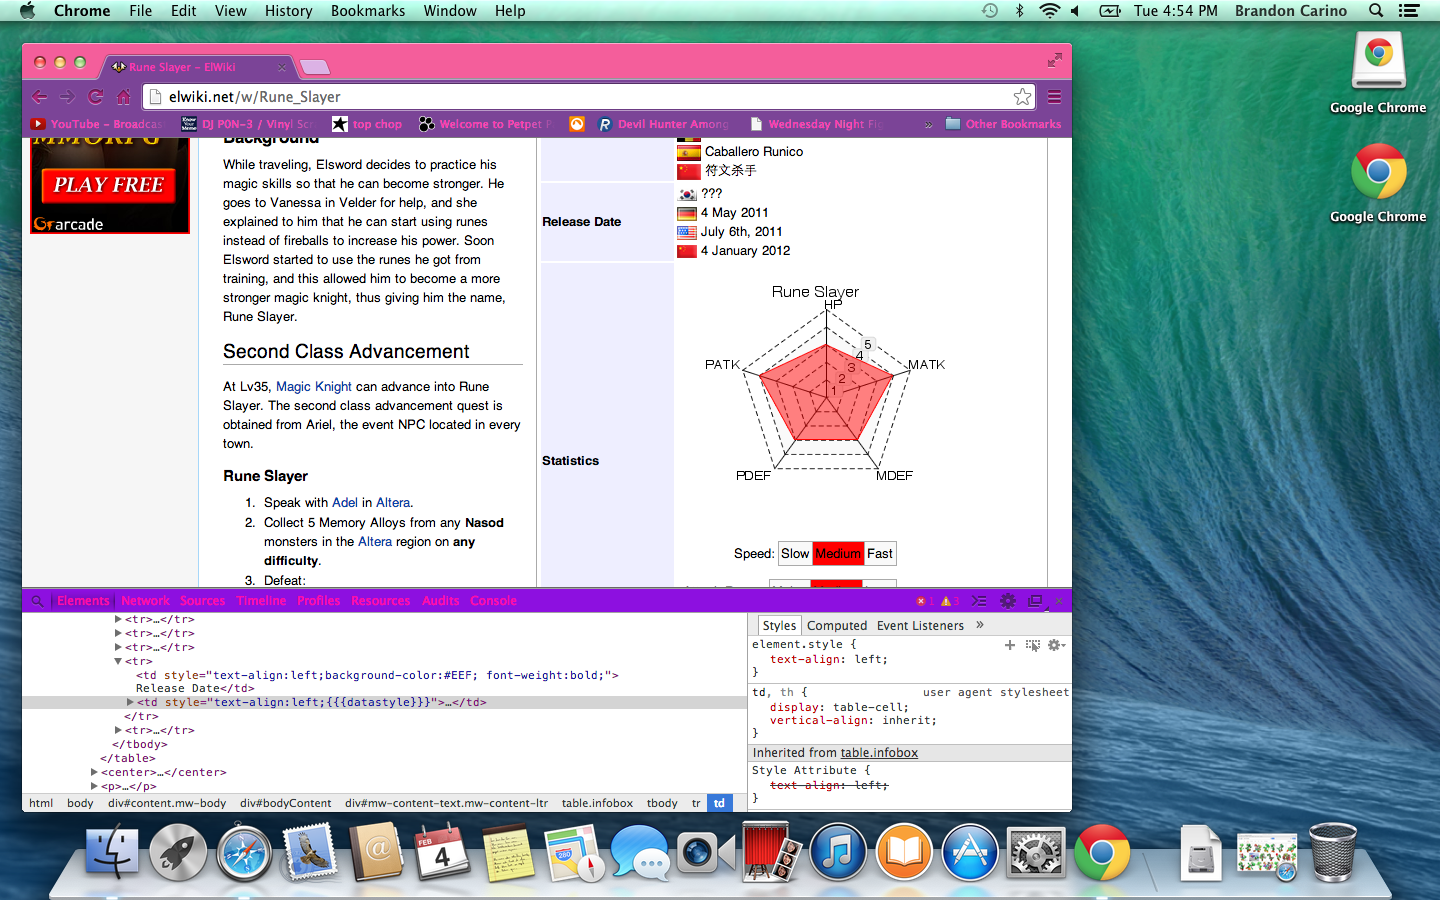 Chrome File Edit View History Bookmarks Window Help
Tue 4:54 PM Brandon Carino
Rune Slayer – ElWiki
elwiki.net/w/Rune_Slayer
YouTube – Broadcas
DJ P0N-3 / Vinyl Scr
top chop
Welcome to Petpet P
Devil Hunter Among
Wednesday Night Fig
»
Other Bookmarks
Google Chrome
Google Chrome
MMORPG
PLAY FREE
arcade
Background
While traveling, Elsword decides to practice his
magic skills so that he can become stronger. He
goes to Vanessa in Velder for help, and she
explained to him that he can start using runes
instead of fireballs to increase his power. Soon
Elsword started to use the runes he got from
training, and this allowed him to become a more
stronger magic knight, thus giving him the name,
Rune Slayer.
Second Class Advancement
At Lv35, Magic Knight can advance into Rune
Slayer. The second class advancement quest is
obtained from Ariel, the event NPC located in every
town.
Rune Slayer
1. Speak with Adel in Altera.
2. Collect 5 Memory Alloys from any Nasod
monsters in the Altera region on any
difficulty.
3. Defeat:
Caballero Runico
符文杀手
Release Date
???
4 May 2011
July 6th, 2011
4 January 2012
Statistics
Rune Slayer
HP
PATK
MATK
PDEF
MDEF
5
4
3
2
1
Speed: Slow Medium Fast
Elements Network Sources Timeline Profiles Resources Audits Console
1 3
▶<tr>…</tr>
▶<tr>…</tr>
▶<tr>…</tr>
▼<tr>
<td style="text-align:left;background-color:#EEF; font-weight:bold;">
Release Date</td>
▶<td style="text-align:left;{{{datastyle}}}">…</td>
</tr>
▶<tr>…</tr>
</tbody>
</table>
▶<center>…</center>
▶<p>…</p>
html body div#content.mw-body div#bodyContent div#mw-content-text.mw-content-ltr table.infobox tbody tr td
Styles Computed Event Listeners »
element.style {
text-align: left;
}
td, th { user agent stylesheet
display: table-cell;
vertical-align: inherit;
}
Inherited from table.infobox
Style Attribute {
text-align: left;
}
FEB
4
280